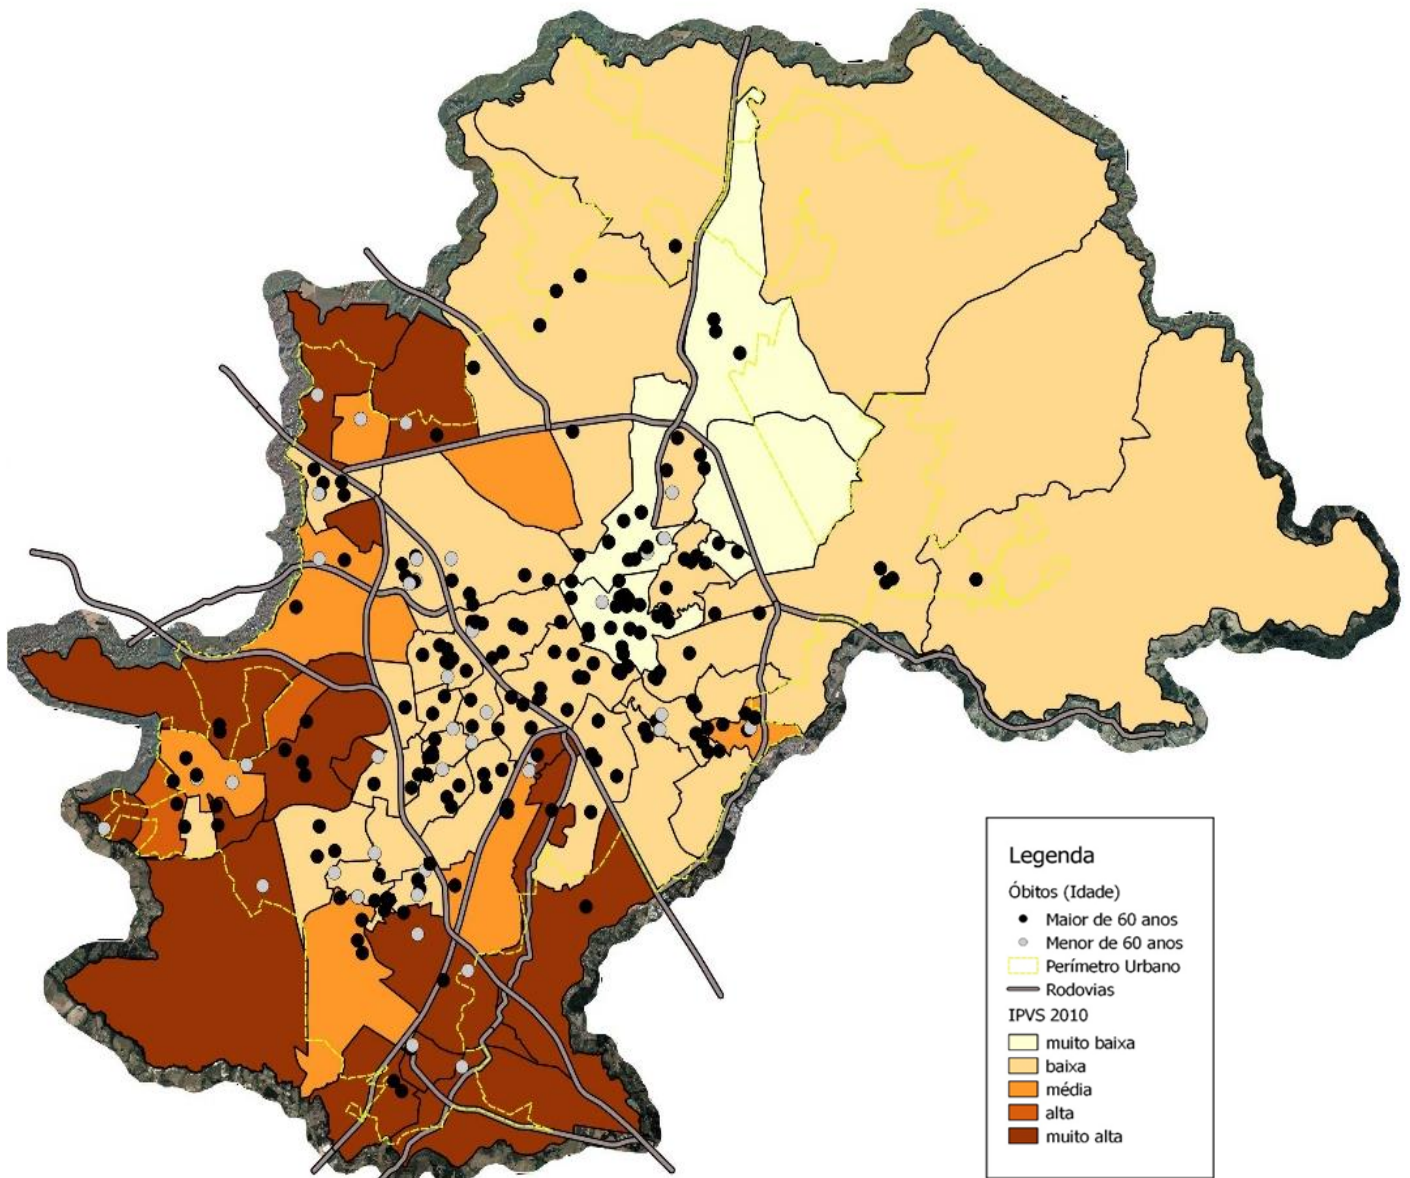 Legenda
Óbitos (Idade)
Maior de 60 anos
Menor de 60 anos
Perímetro Urbano
Rodovias
IPVS 2010
muito baixa
baixa
média
alta
muito alta